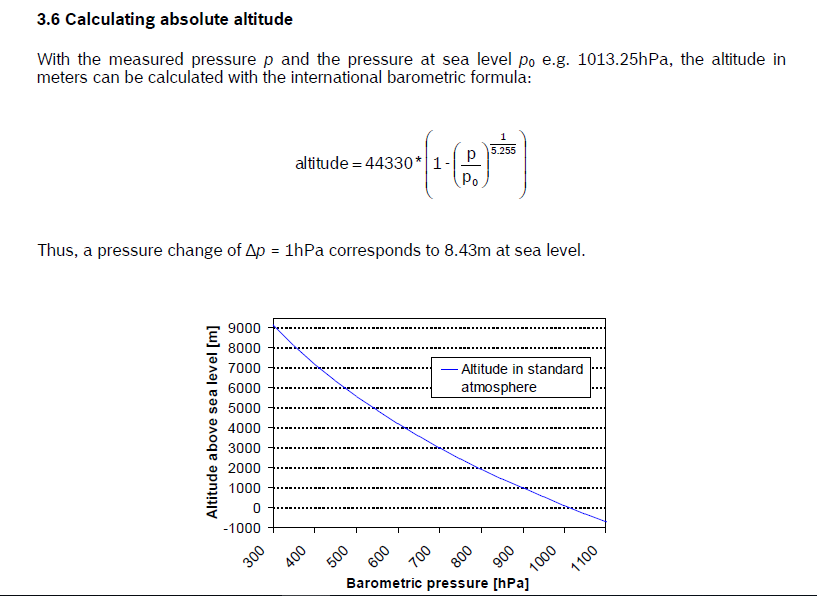 3.6 Calculating absolute altitude
With the measured pressure p and the pressure at sea level p₀ e.g. 1013.25hPa, the altitude in
meters can be calculated with the international barometric formula:
altitude = 44330 * (1 - (p/p₀)^(1/5.255))
Thus, a pressure change of Δp = 1hPa corresponds to 8.43m at sea level.
Altitude above sea level [m]
9000
8000
7000
6000
5000
4000
3000
2000
1000
0
-1000
Altitude in standard
atmosphere
300 400 500 600 700 800 900 1000 1100
Barometric pressure [hPa]